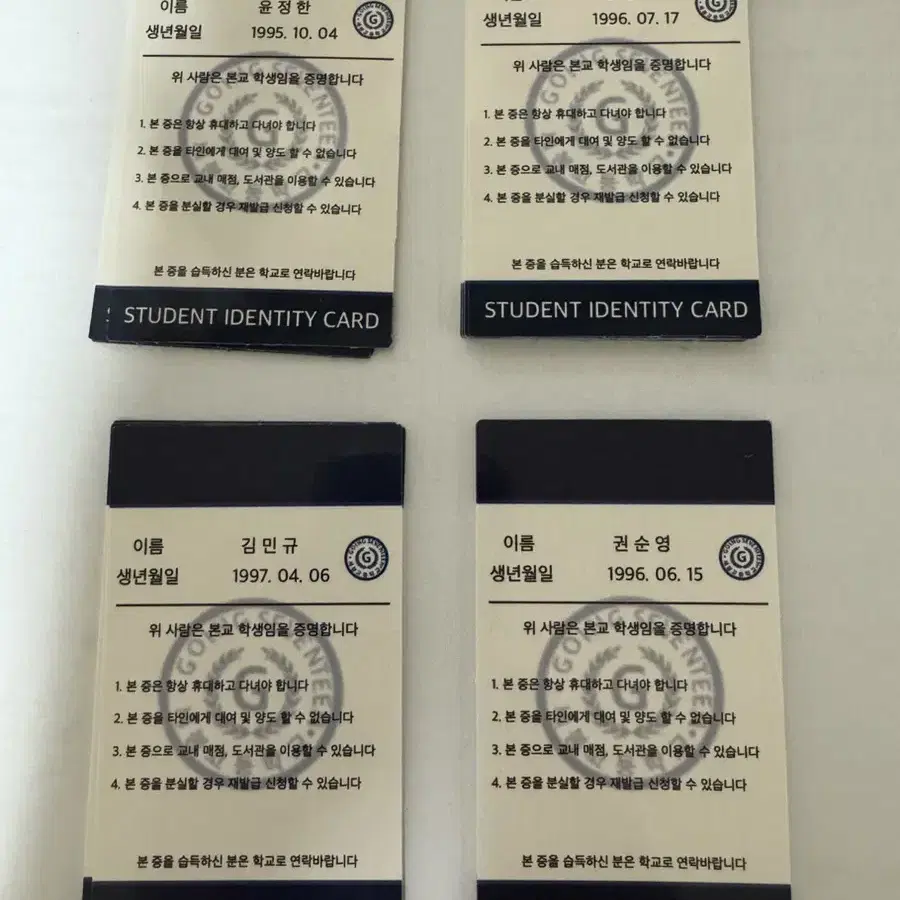 이름 윤 정 한
생년월일 1995. 10. 04
위 사람은 본교 학생임을 증명합니다
1. 본 증은 항상 휴대하고 다녀야 합니다
2. 본 증을 타인에게 대여 및 양도 할 수 없습니다
3. 본 증으로 교내 매점, 도서관을 이용할 수 있습니다
4. 본 증을 분실할 경우 재발급 신청할 수 있습니다
본 증을 습득하신 분은 학교로 연락바랍니다
STUDENT IDENTITY CARD
GOING SEVENTEEN
G
생년월일 1996. 07. 17
위 사람은 본교 학생임을 증명합니다
1. 본 증은 항상 휴대하고 다녀야 합니다
2. 본 증을 타인에게 대여 및 양도 할 수 없습니다
3. 본 증으로 교내 매점, 도서관을 이용할 수 있습니다
4. 본 증을 분실할 경우 재발급 신청할 수 있습니다
본 증을 습득하신 분은 학교로 연락바랍니다
STUDENT IDENTITY CARD
GOING SEVENTEEN
G
이름 김 민 규
생년월일 1997. 04. 06
위 사람은 본교 학생임을 증명합니다
1. 본 증은 항상 휴대하고 다녀야 합니다
2. 본 증을 타인에게 대여 및 양도 할 수 없습니다
3. 본 증으로 교내 매점, 도서관을 이용할 수 있습니다
4. 본 증을 분실할 경우 재발급 신청할 수 있습니다
본 증을 습득하신 분은 학교로 연락바랍니다
GOING SEVENTEEN
G
이름 권 순 영
생년월일 1996. 06. 15
위 사람은 본교 학생임을 증명합니다
1. 본 증은 항상 휴대하고 다녀야 합니다
2. 본 증을 타인에게 대여 및 양도 할 수 없습니다
3. 본 증으로 교내 매점, 도서관을 이용할 수 있습니다
4. 본 증을 분실할 경우 재발급 신청할 수 있습니다
본 증을 습득하신 분은 학교로 연락바랍니다
GOING SEVENTEEN
G